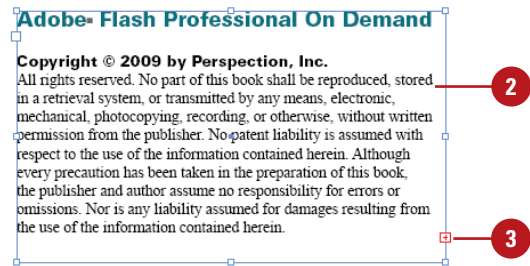 Adobe Flash Professional On Demand
Copyright © 2009 by Perspection, Inc.
All rights reserved. No part of this book shall be reproduced, stored
in a retrieval system, or transmitted by any means, electronic,
mechanical, photocopying, recording, or otherwise, without written
permission from the publisher. No patent liability is assumed with
respect to the use of the information contained herein. Although
every precaution has been taken in the preparation of this book,
the publisher and author assume no responsibility for errors or
omissions. Nor is any liability assumed for damages resulting from
the use of the information contained herein.
2
3